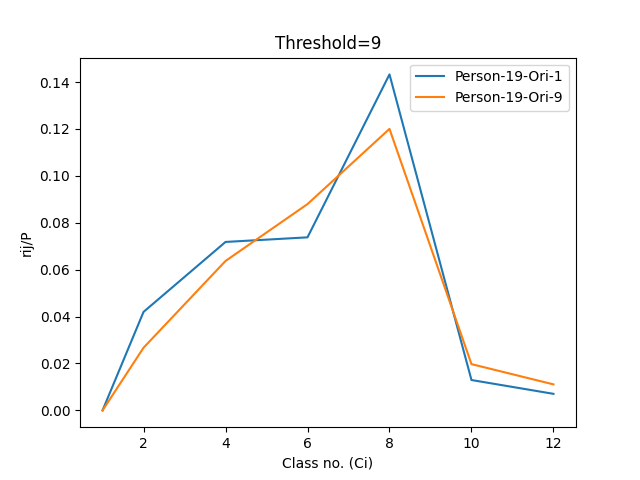 Threshold=9
Person-19-Ori-1
Person-19-Ori-9
rij/P
0.14
0.12
0.10
0.08
0.06
0.04
0.02
0.00
2 4 6 8 10 12
Class no. (Ci)